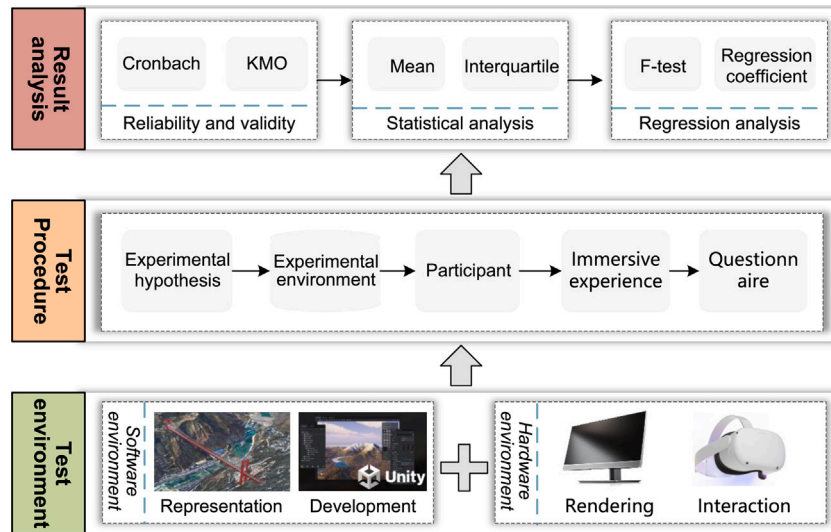 Result
analysis
Cronbach
KMO
Reliability and validity
Mean
Interquartile
Statistical analysis
F-test
Regression
coefficient
Regression analysis
Test
Procedure
Experimental
hypothesis
Experimental
environment
Participant
Immersive
experience
Questionn
aire
Test
environment
Software
environment
Representation
Unity
Development
Hardware
environment
Rendering
Interaction